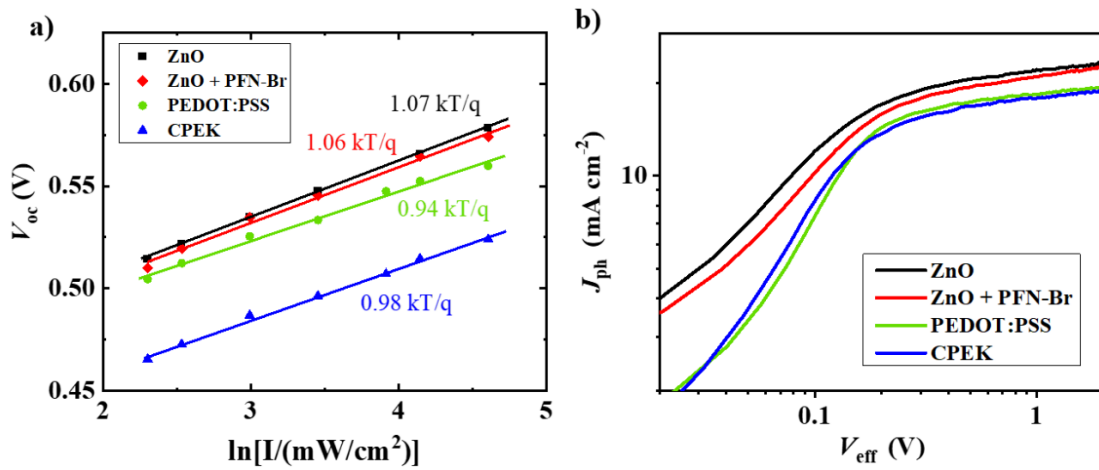 a)
0.60
0.55
0.50
0.45
V_oc (V)
ZnO
ZnO + PFN-Br
PEDOT:PSS
CPEK
1.07 kT/q
1.06 kT/q
0.94 kT/q
0.98 kT/q
2 3 4 5
ln[I/(mW/cm²)]
b)
10
J_ph (mA cm⁻²)
ZnO
ZnO + PFN-Br
PEDOT:PSS
CPEK
0.1 1
V_eff (V)